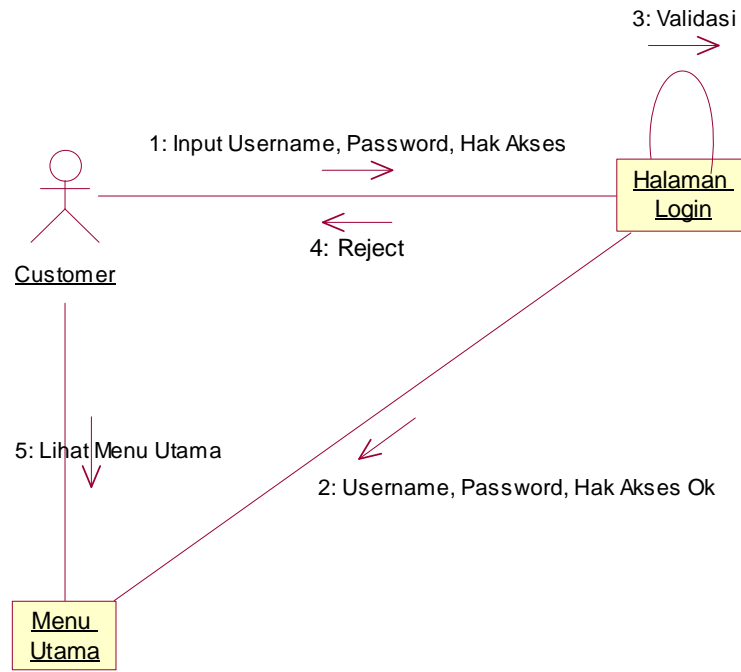 3: Validasi
1: Input Username, Password, Hak Akses
Halaman
Login
4: Reject
Customer
5: Lihat Menu Utama
2: Username, Password, Hak Akses Ok
Menu
Utama